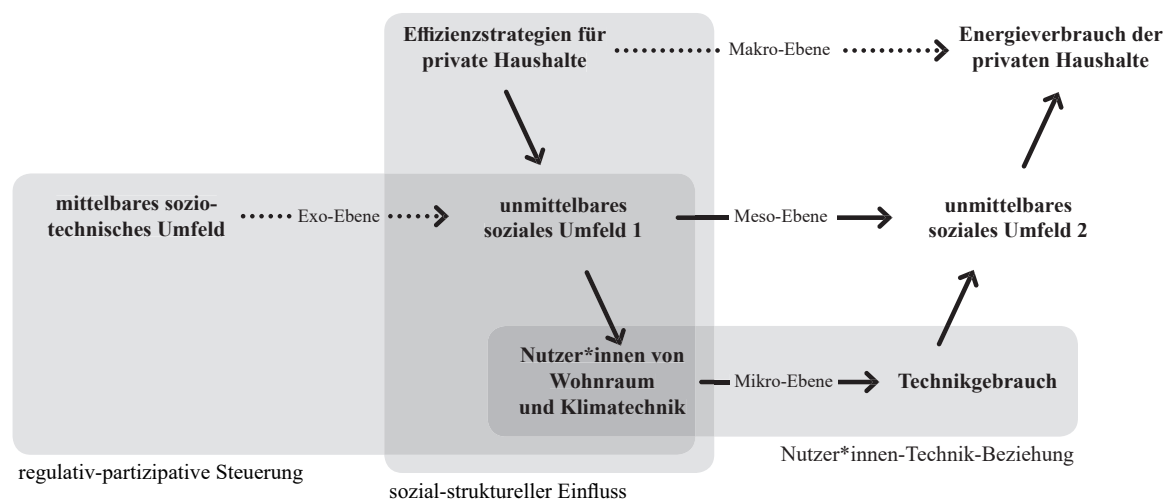 Effizienzstrategien für
private Haushalte
Makro-Ebene
Energieverbrauch der
privaten Haushalte
mittelbares sozio-
technisches Umfeld
Exo-Ebene
unmittelbares
soziales Umfeld 1
Meso-Ebene
unmittelbares
soziales Umfeld 2
Nutzer*innen von
Wohnraum
und Klimatechnik
Mikro-Ebene
Technikgebrauch
Nutzer*innen-Technik-Beziehung
regulativ-partizipative Steuerung
sozial-struktureller Einfluss